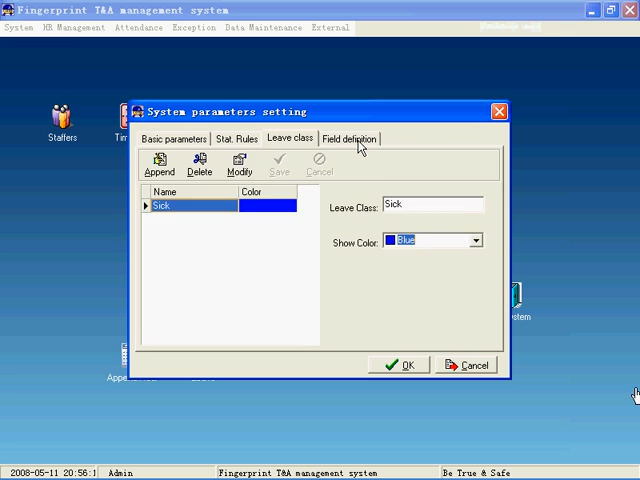 Fingerprint T&A management system
System HR Management Attendance Exception Data Maintenance External
Staffers
System parameters setting
Basic parameters Stat. Rules Leave class Field definition
Append Delete Modify Save Cancel
Name Color
Sick
Leave Class: Sick
Show Color: Blue
OK Cancel
2008-05-11 20:56:1 Admin Fingerprint T&A management system Be True & Safe